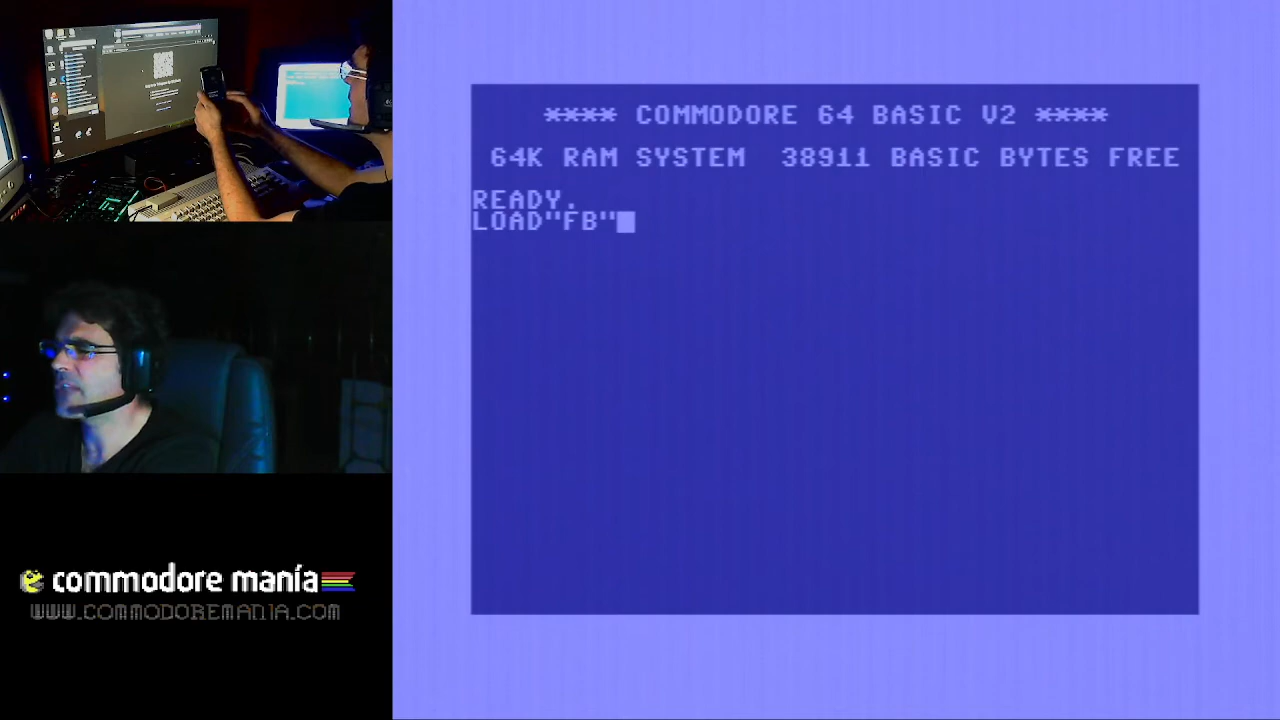 **** COMMODORE 64 BASIC V2 ****
64K RAM SYSTEM  38911 BASIC BYTES FREE
READY.
LOAD"FB"
commodore manía
WWW.COMMODOREMANIA.COM